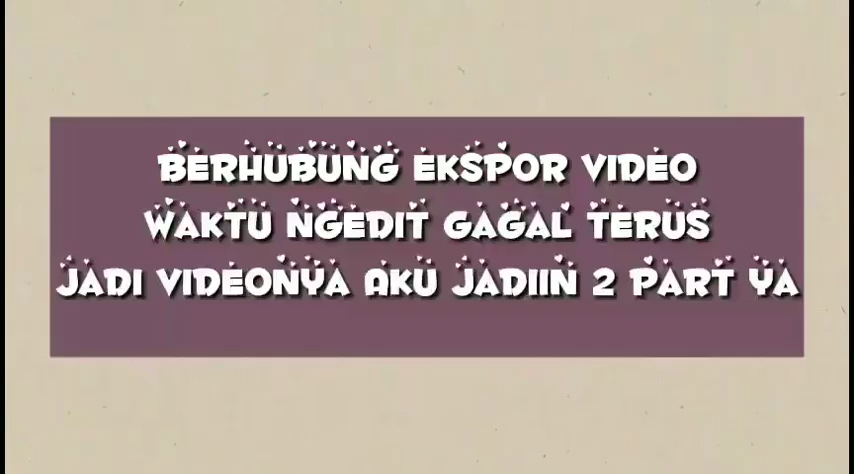 BERHUBUNG EKSPOR VIDEO
WAKTU NGEDIT GAGAL TERUS
JADI VIDEONYA AKU JADIIN 2 PART YA